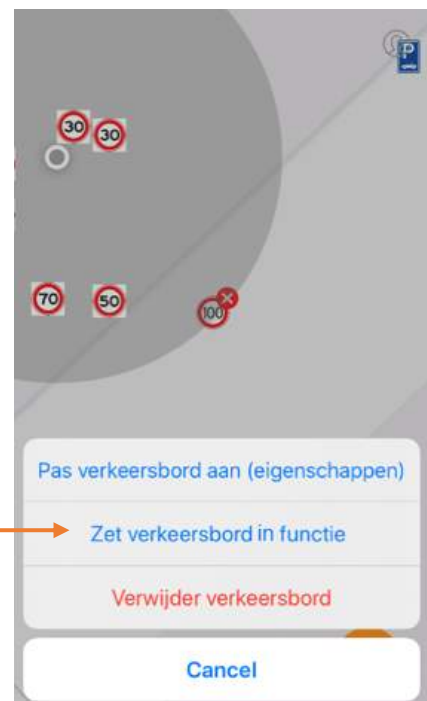 P
30
30
70
50
100
Pas verkeersbord aan (eigenschappen)
Zet verkeersbord in functie
Verwijder verkeersbord
Cancel